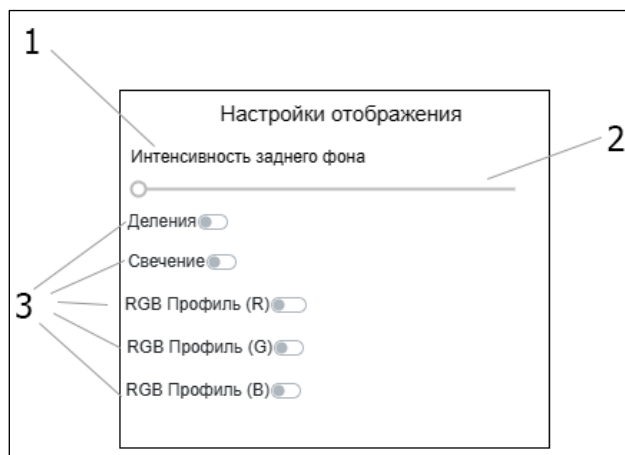 1
Настройки отображения
Интенсивность заднего фона
2
Деления
Свечение
3
RGB Профиль (R)
RGB Профиль (G)
RGB Профиль (B)